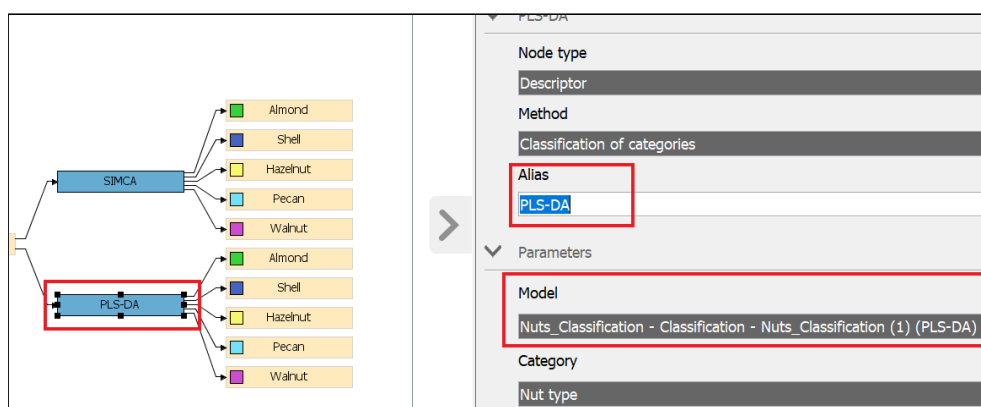 SIMCA
Almond
Shell
Hazelnut
Pecan
Walnut
PLS-DA
Almond
Shell
Hazelnut
Pecan
Walnut
PLS-DA
Node type
Descriptor
Method
Classification of categories
Alias
PLS-DA
Parameters
Model
Nuts_Classification - Classification - Nuts_Classification (1) (PLS-DA)
Category
Nut type